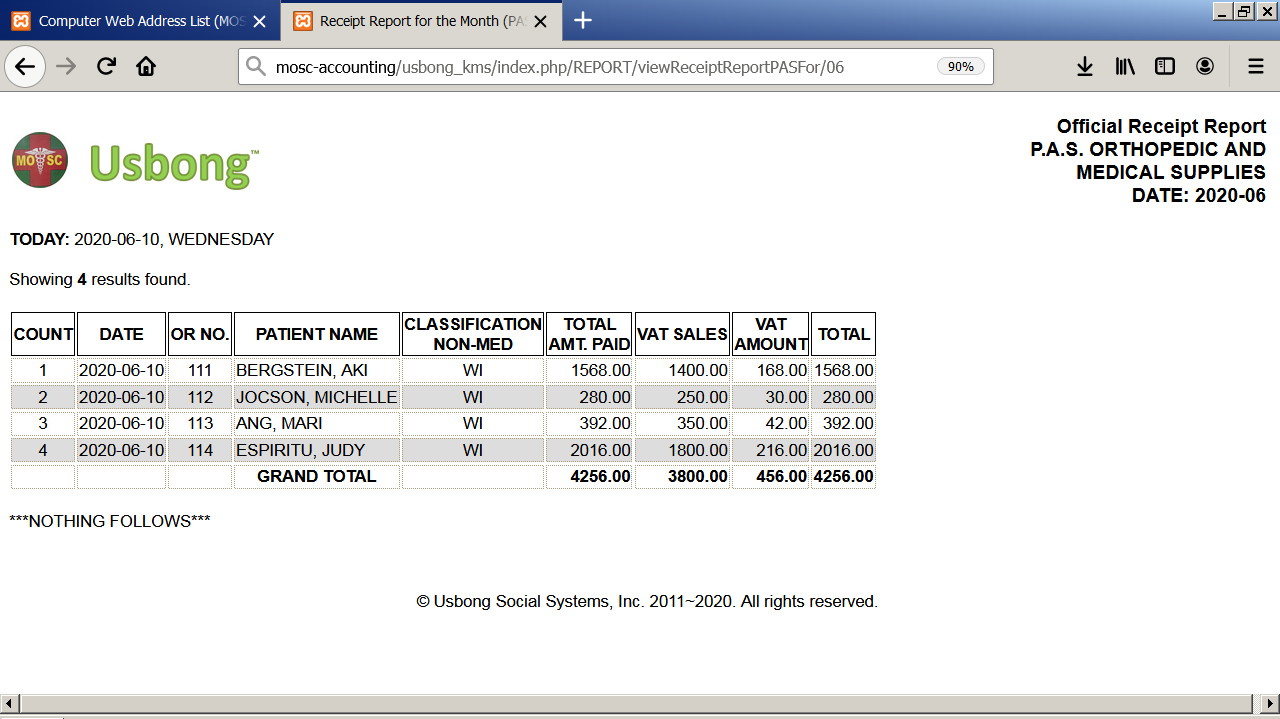 Computer Web Address List (MOS
Receipt Report for the Month (PA
mosc-accounting/usbong_kms/index.php/REPORT/viewReceiptReportPASFor/06
90%
MOSC
Usbong™
Official Receipt Report
P.A.S. ORTHOPEDIC AND
MEDICAL SUPPLIES
DATE: 2020-06
TODAY: 2020-06-10, WEDNESDAY
Showing 4 results found.
COUNT DATE OR NO. PATIENT NAME CLASSIFICATION NON-MED TOTAL AMT. PAID VAT SALES VAT AMOUNT TOTAL
1 2020-06-10 111 BERGSTEIN, AKI WI 1568.00 1400.00 168.00 1568.00
2 2020-06-10 112 JOCSON, MICHELLE WI 280.00 250.00 30.00 280.00
3 2020-06-10 113 ANG, MARI WI 392.00 350.00 42.00 392.00
4 2020-06-10 114 ESPIRITU, JUDY WI 2016.00 1800.00 216.00 2016.00
GRAND TOTAL 4256.00 3800.00 456.00 4256.00
***NOTHING FOLLOWS***
© Usbong Social Systems, Inc. 2011~2020. All rights reserved.